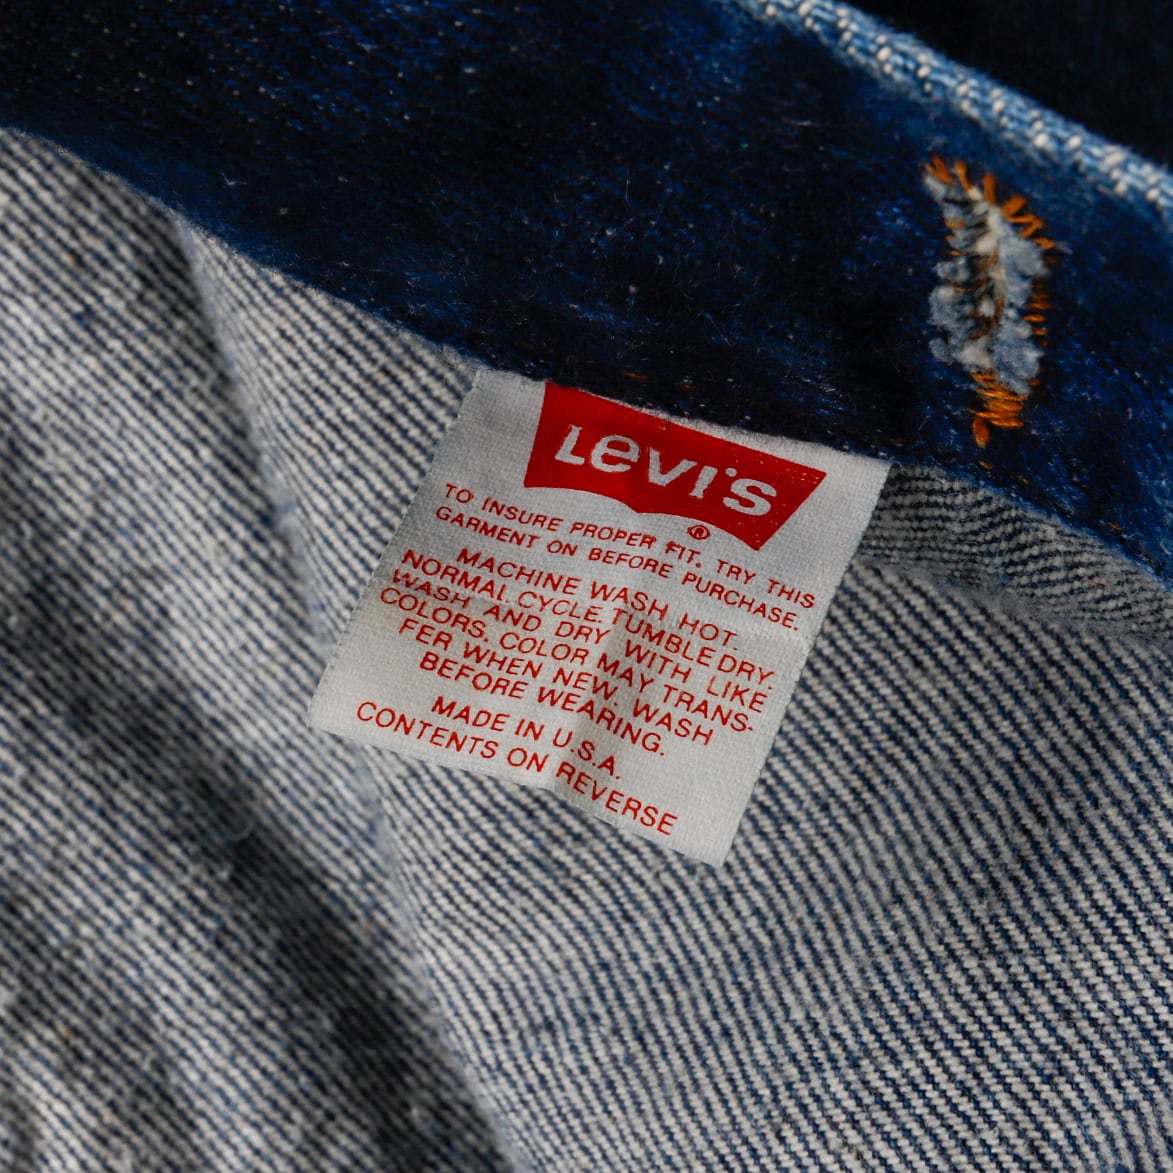 Levi's
®
TO INSURE PROPER FIT, TRY THIS
GARMENT ON BEFORE PURCHASE.
MACHINE WASH HOT.
NORMAL CYCLE. TUMBLE DRY.
WASH AND DRY WITH LIKE
COLORS. COLOR MAY TRANS-
FER WHEN NEW, WASH
BEFORE WEARING.
MADE IN U.S.A.
CONTENTS ON REVERSE